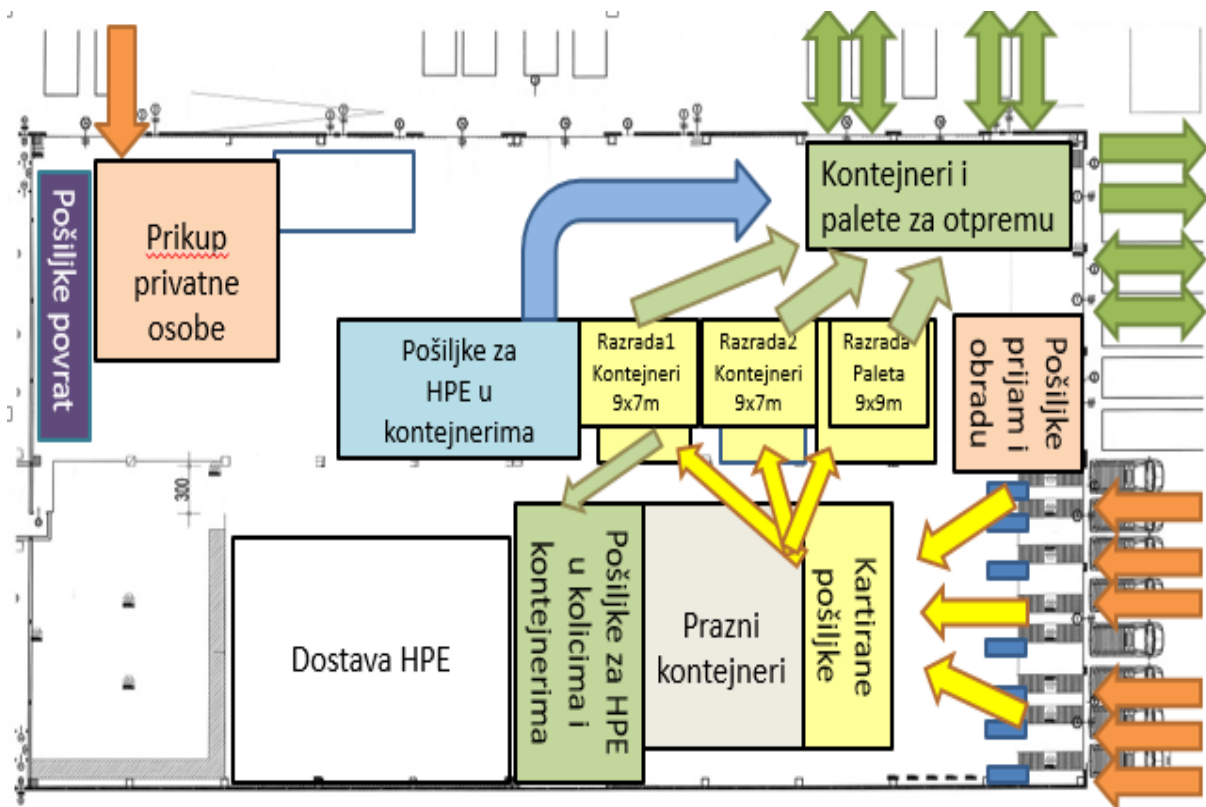 Pošiljke povrat
Prikup
privatne
osobe
Kontejneri i
palete za otpremu
Pošiljke za
HPE u
kontejnerima
Razrada1
Kontejneri
9x7m
Razrada2
Kontejneri
9x7m
Razrada
Paleta
9x9m
Pošiljke
prijam i
obradu
300
Dostava HPE
Pošiljke za HPE
u kolicima i
kontejnerima
Prazni
kontejneri
Kartirane
pošiljke